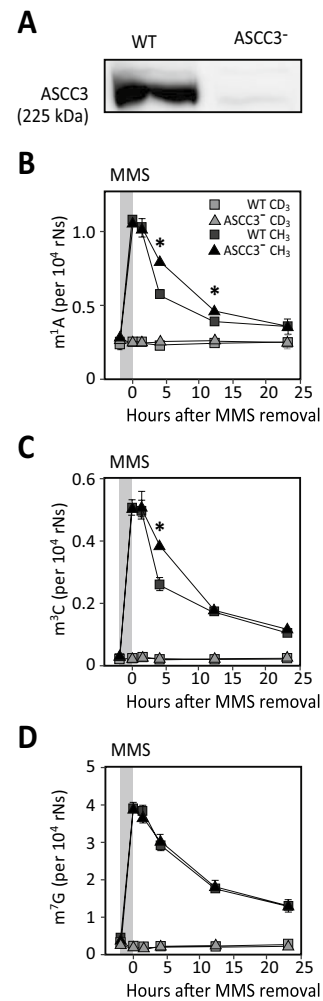 A
WT ASCC3⁻
ASCC3
(225 kDa)
B
MMS
WT CD₃
ASCC3⁻ CD₃
WT CH₃
ASCC3⁻ CH₃
m¹A (per 10⁴ rNs)
1.0
*
*
0.5
0
0 5 10 15 20 25
Hours after MMS removal
C
MMS
m³C (per 10⁴ rNs)
0.6
*
0.4
0.2
0
0 5 10 15 20 25
Hours after MMS removal
D
MMS
m⁷G (per 10⁴ rNs)
5
4
3
2
1
0
0 5 10 15 20 25
Hours after MMS removal